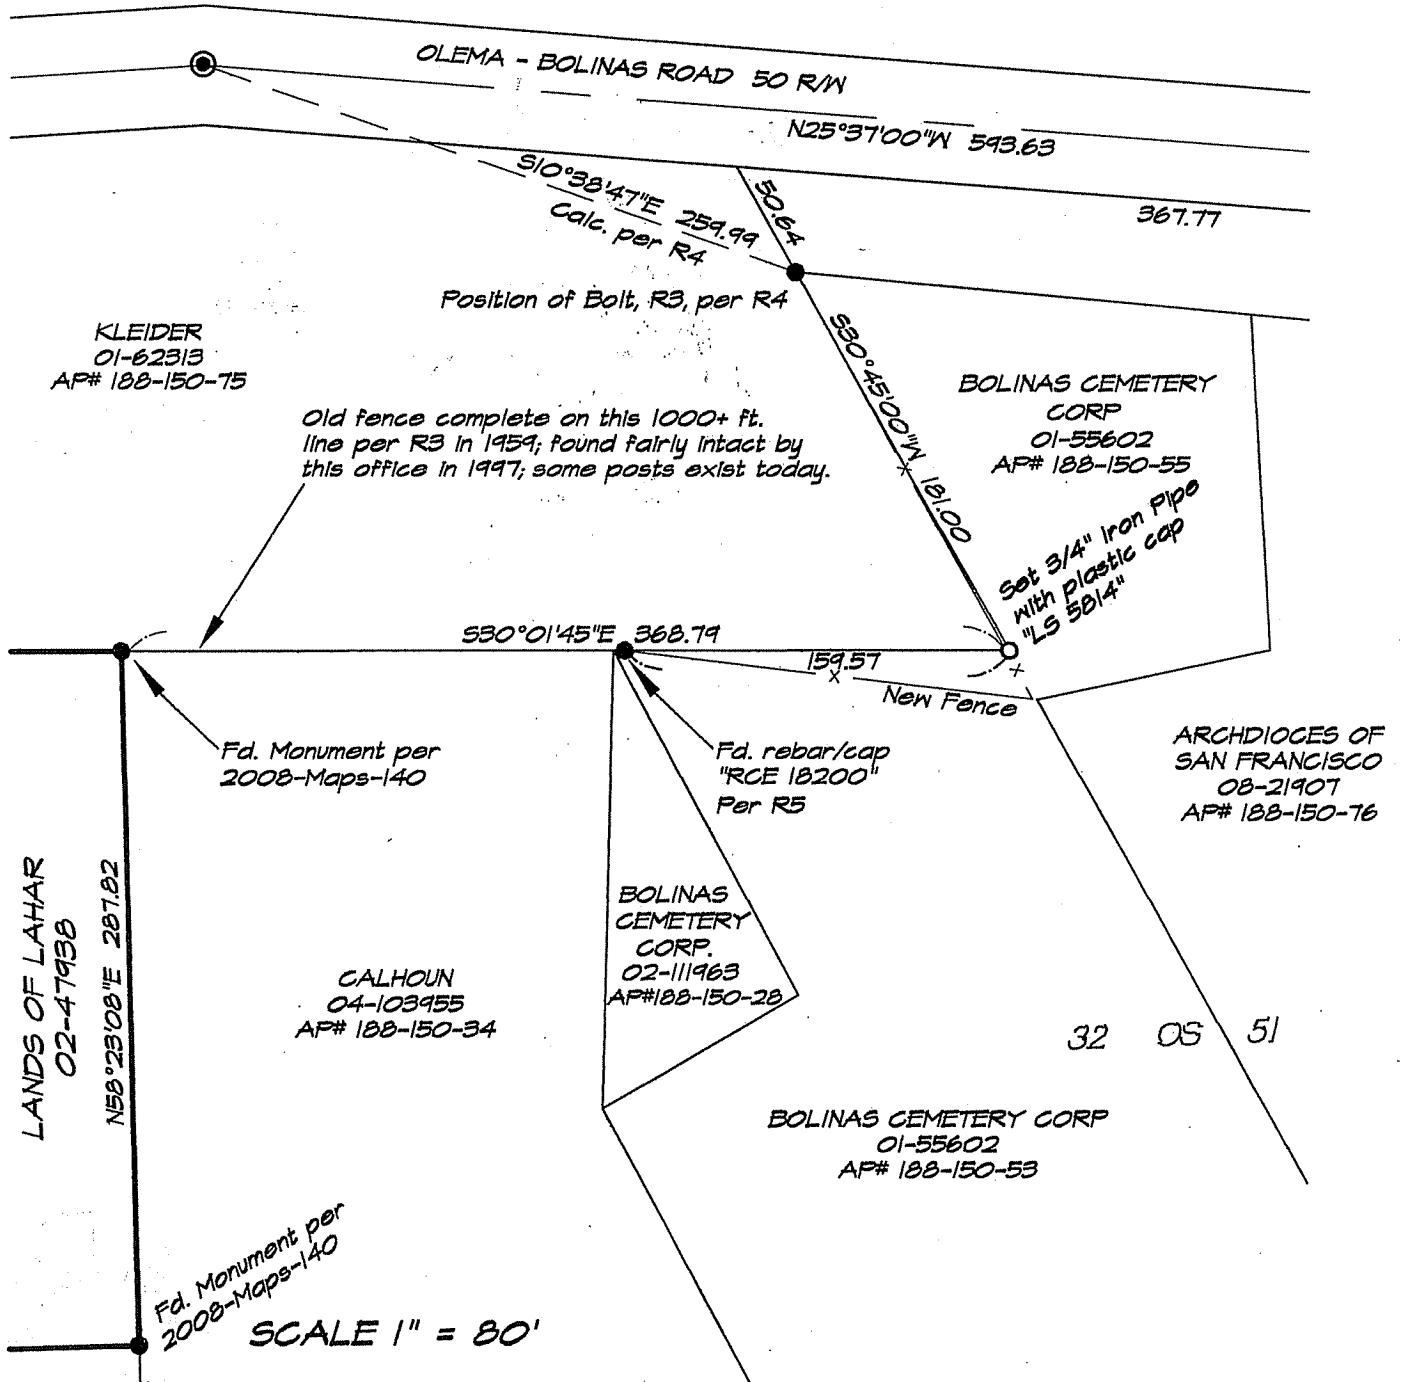 OLEMA - BOLINAS ROAD 50 R/W
N25°37'00"W 593.63
S10°38'47"E 259.99
Calc. per R4
50.64
367.77
Position of Bolt, R3, per R4
KLEIDER
01-62313
AP# 188-150-75
S30°45'00"W 181.00
BOLINAS CEMETERY
CORP
01-55602
AP# 188-150-55
Old fence complete on this 1000+ ft.
line per R3 in 1959; found fairly intact by
this office in 1997; some posts exist today.
Set 3/4" Iron Pipe
with plastic cap
"LS 5814"
S30°01'45"E 368.79
159.57
New Fence
Fd. Monument per
2008-Maps-140
Fd. rebar/cap
"RCE 18200"
Per R5
ARCHDIOCES OF
SAN FRANCISCO
08-21907
AP# 188-150-76
LANDS OF LAHAR
02-47938
N58°23'08"E 287.82
BOLINAS
CEMETERY
CORP.
02-111963
AP#188-150-28
CALHOUN
04-103955
AP# 188-150-34
32 OS 51
BOLINAS CEMETERY CORP
01-55602
AP# 188-150-53
Fd. Monument per
2008-Maps-140
SCALE 1" = 80'